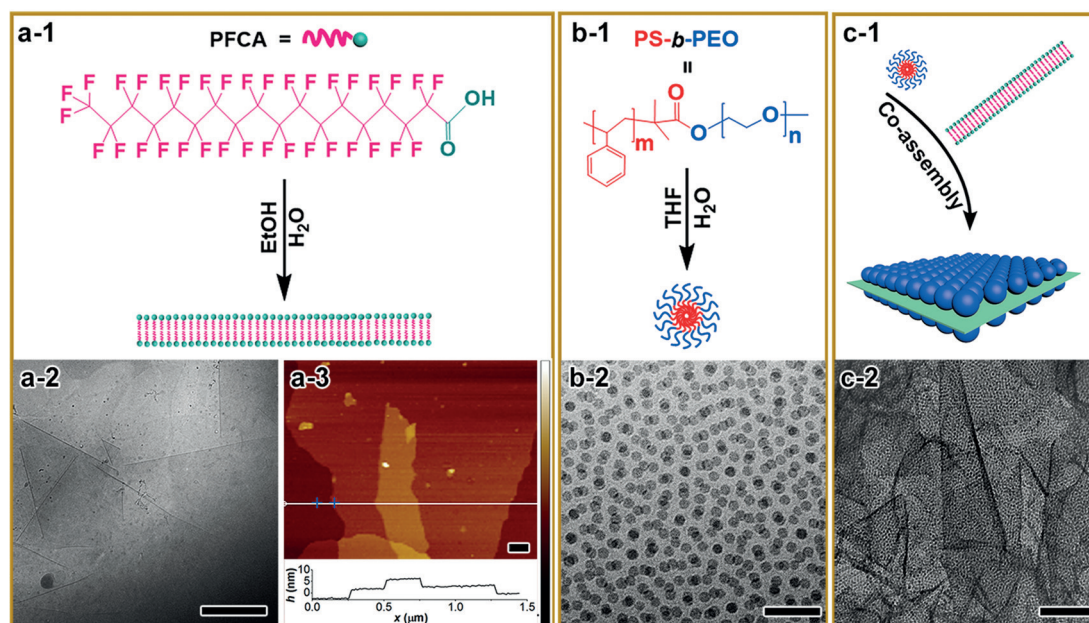 a-1
PFCA =
F F F F F F F F F F F F F F F F F
F
F
OH
O
F F F F F F F F F F F F F F F F
EtOH
H₂O
a-2
a-3
h (nm)
10
5
0
0.0 0.5 1.0 1.5
x (μm)
b-1
PS-b-PEO
=
O
m
O
O
n
THF
H₂O
b-2
c-1
Co-assembly
c-2